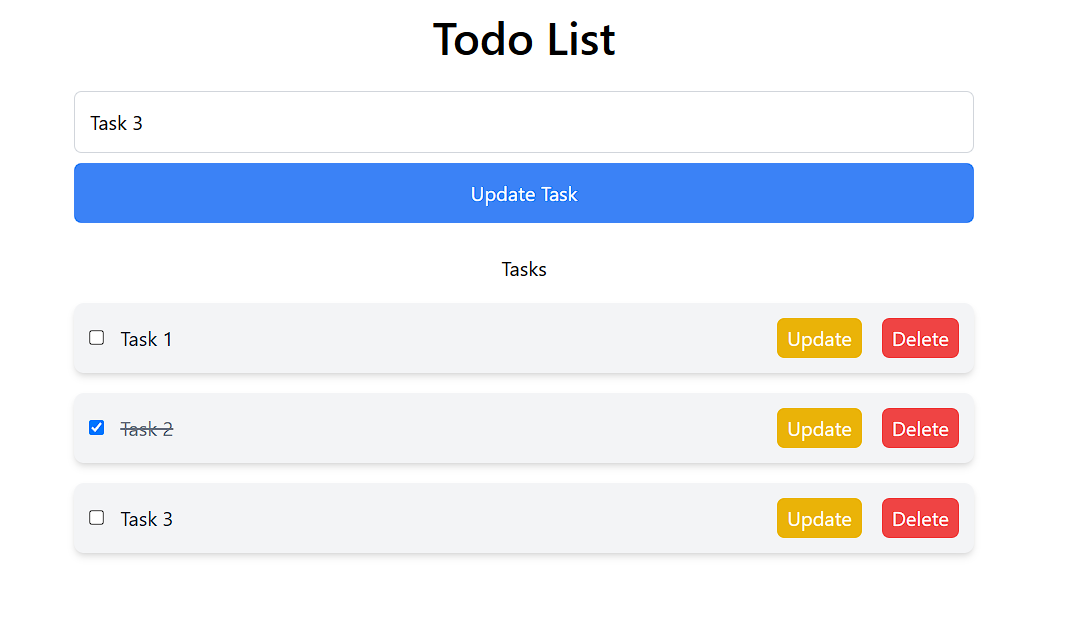 Todo List
Task 3
Update Task
Tasks
Task 1 Update Delete
Task 2 Update Delete
Task 3 Update Delete